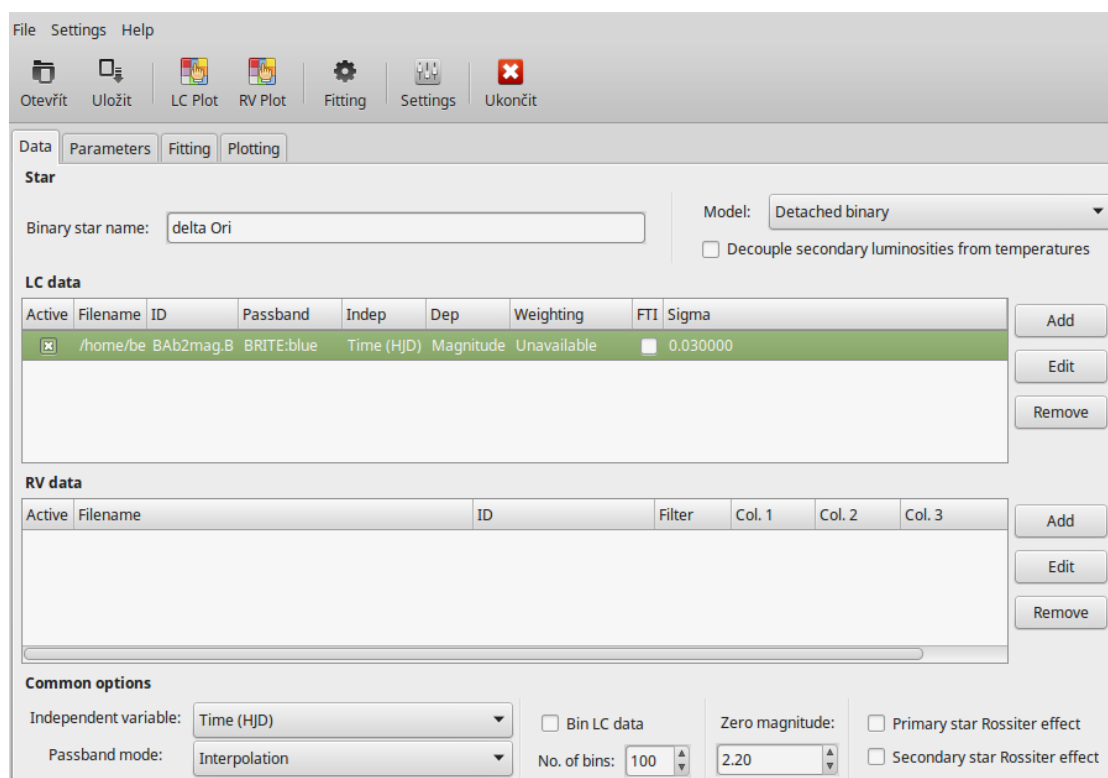 File Settings Help
Otevřít Uložit LC Plot RV Plot Fitting Settings Ukončit
Data Parameters Fitting Plotting
Star
Binary star name: delta Ori
Model: Detached binary
Decouple secondary luminosities from temperatures
LC data
Active Filename ID Passband Indep Dep Weighting FTI Sigma
/home/be BAb2mag.B BRITE:blue Time (HJD) Magnitude Unavailable 0.030000
Add
Edit
Remove
RV data
Active Filename ID Filter Col. 1 Col. 2 Col. 3
Add
Edit
Remove
Common options
Independent variable: Time (HJD) Bin LC data Zero magnitude: Primary star Rossiter effect
Passband mode: Interpolation No. of bins: 100 2.20 Secondary star Rossiter effect